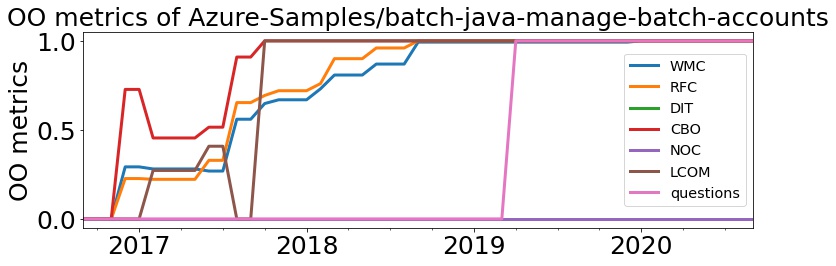 OO metrics of Azure-Samples/batch-java-manage-batch-accounts
OO metrics
1.0
0.5
0.0
WMC
RFC
DIT
CBO
NOC
LCOM
questions
2017 2018 2019 2020